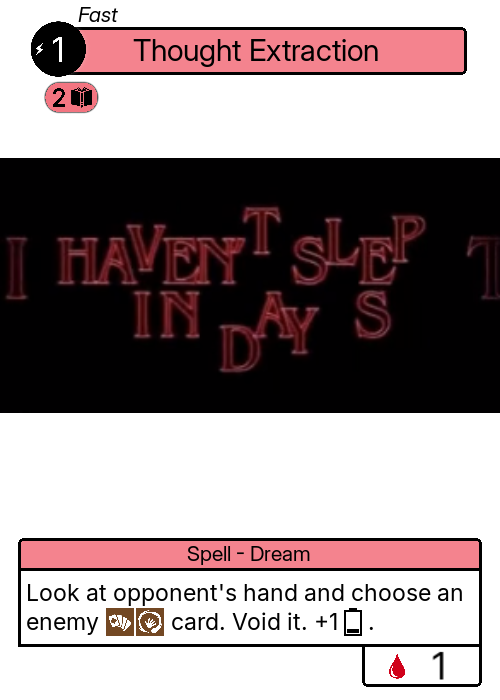 Fast
1
Thought Extraction
2
I HAVEN'T SLEP T
IN DAYS
Spell - Dream
Look at opponent's hand and choose an
enemy card. Void it. +1 .
1